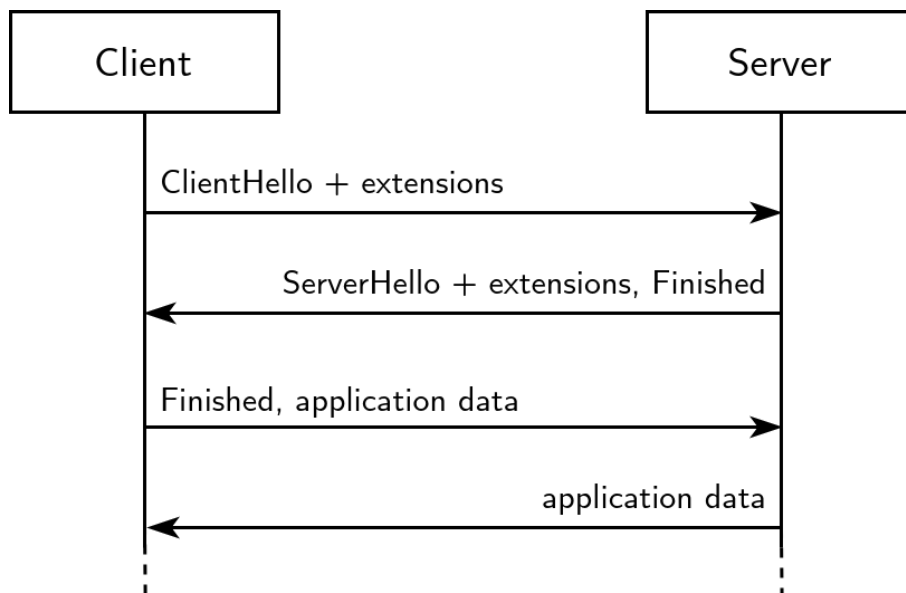 Client
Server
ClientHello + extensions
ServerHello + extensions, Finished
Finished, application data
application data